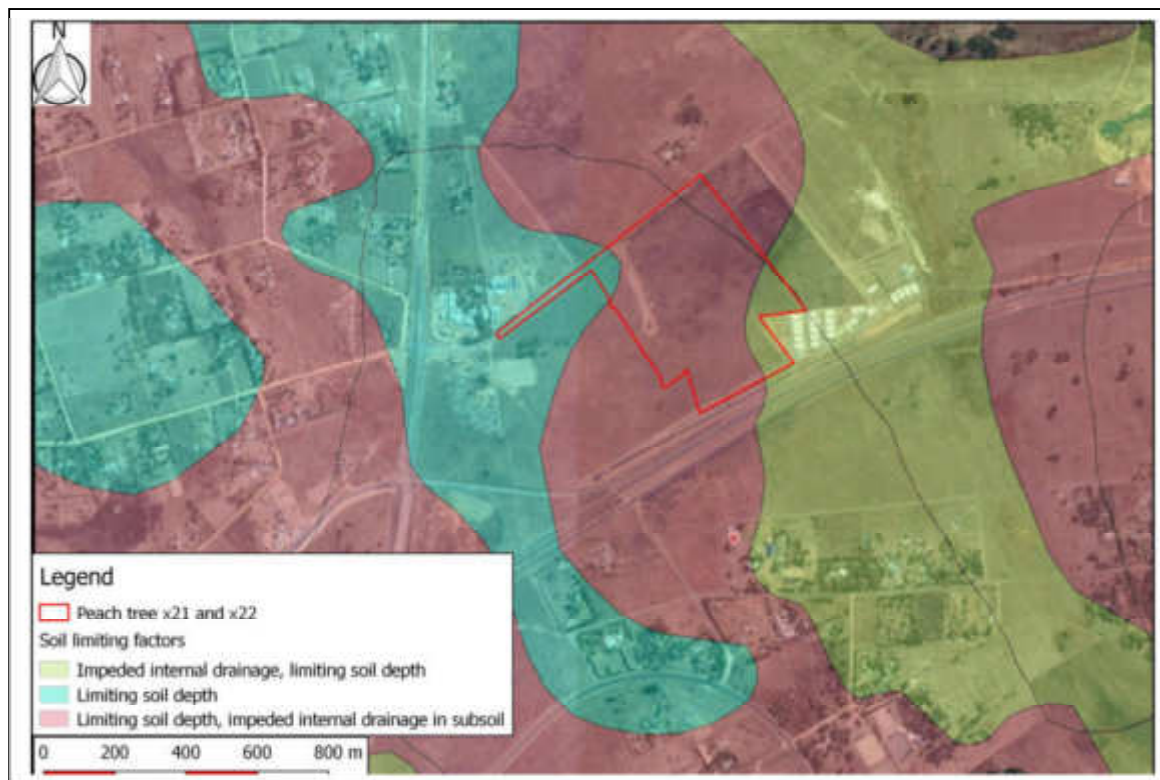 N
Legend
Peach tree x21 and x22
Soil limiting factors
Impeded internal drainage, limiting soil depth
Limiting soil depth
Limiting soil depth, impeded internal drainage in subsoil
0 200 400 600 800 m